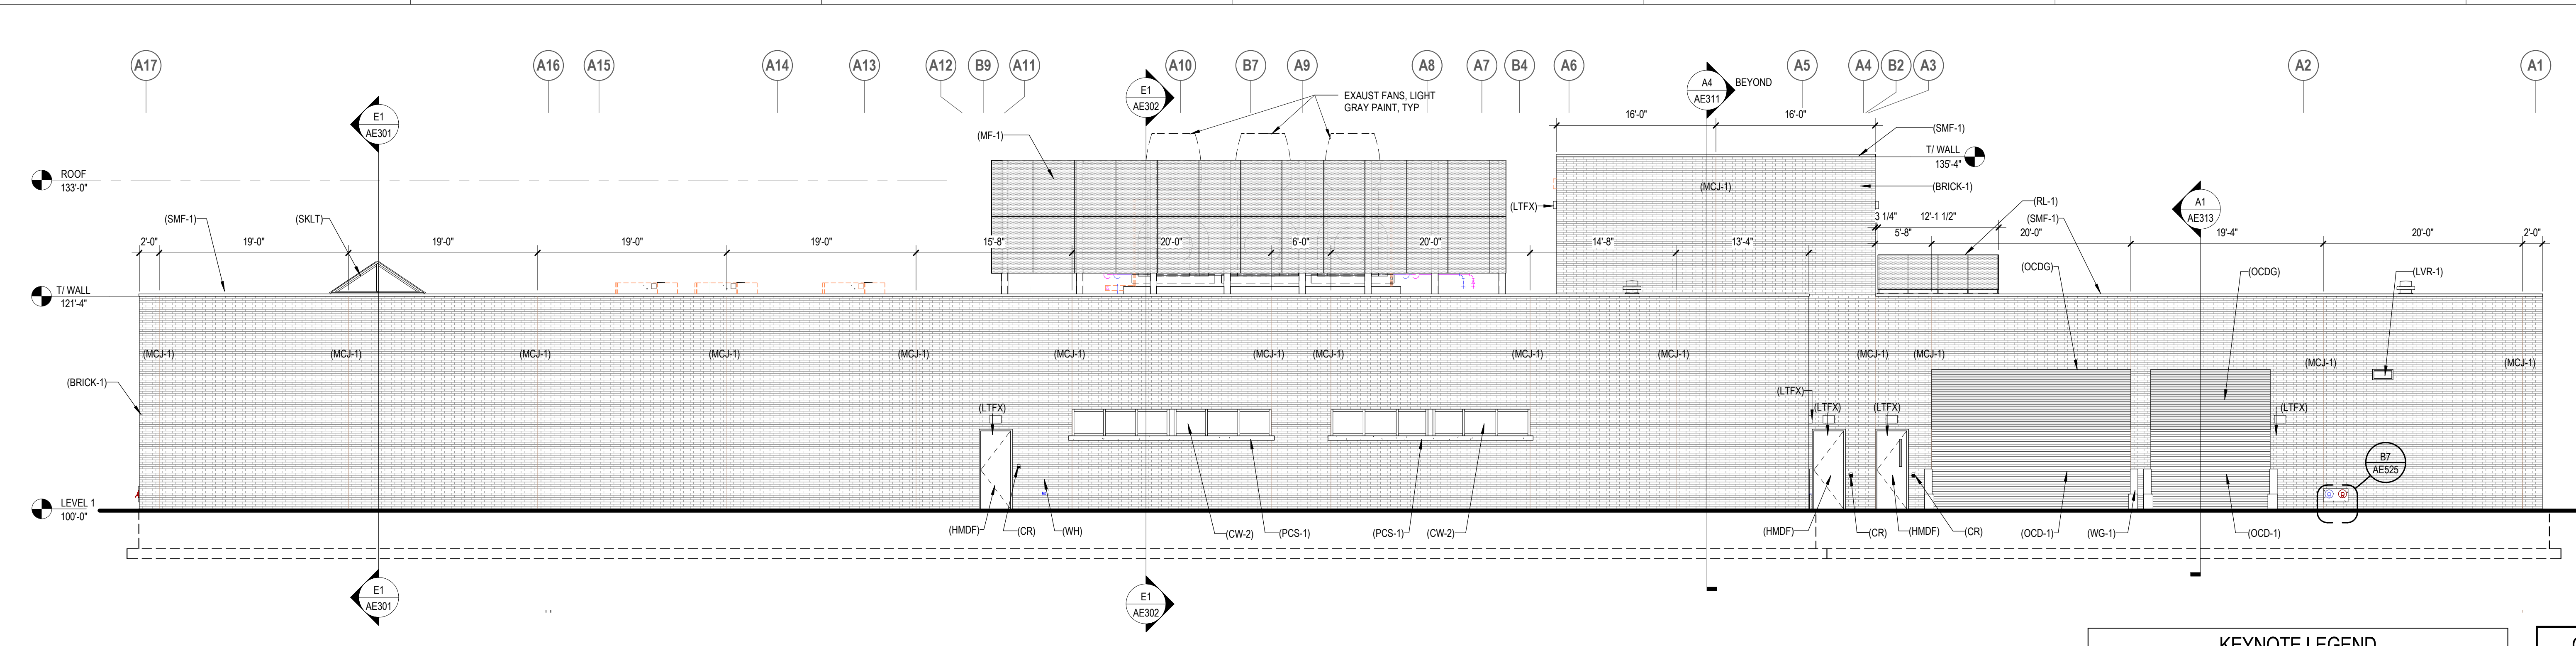 A17
A16
A15
A14
A13
A12
B9
A11
A10
B7
A9
A8
A7
B4
A6
A5
A4
B2
A3
A2
A1
E1
AE301
E1
AE302
EXAUST FANS, LIGHT
GRAY PAINT, TYP
A4
AE311
BEYOND
16'-0"
16'-0"
(MF-1)
(SMF-1)
T/ WALL
135'-4"
ROOF
133'-0"
(MCJ-1)
(BRICK-1)
(LTFX)
(RL-1)
A1
AE313
(SMF-1)
(SKLT)
3 1/4"
12'-1 1/2"
(SMF-1)
2'-0"
19'-0"
19'-0"
19'-0"
19'-0"
15'-8"
20'-0"
6'-0"
20'-0"
14'-8"
13'-4"
5'-8"
20'-0"
19'-4"
20'-0"
2'-0"
(OCDG)
(OCDG)
(LVR-1)
T/ WALL
121'-4"
(MCJ-1)
(MCJ-1)
(MCJ-1)
(MCJ-1)
(MCJ-1)
(MCJ-1)
(MCJ-1)
(MCJ-1)
(MCJ-1)
(MCJ-1)
(MCJ-1)
(MCJ-1)
(MCJ-1)
(MCJ-1)
(BRICK-1)
(LTFX)
(LTFX)
(LTFX)
(LTFX)
(LTFX)
B7
AE525
LEVEL 1
100'-0"
(HMDF)
(CR)
(WH)
(CW-2)
(PCS-1)
(PCS-1)
(CW-2)
(HMDF)
(CR)
(HMDF)
(CR)
(OCD-1)
(WG-1)
(OCD-1)
E1
AE301
E1
AE302
KEYNOTE LEGEND